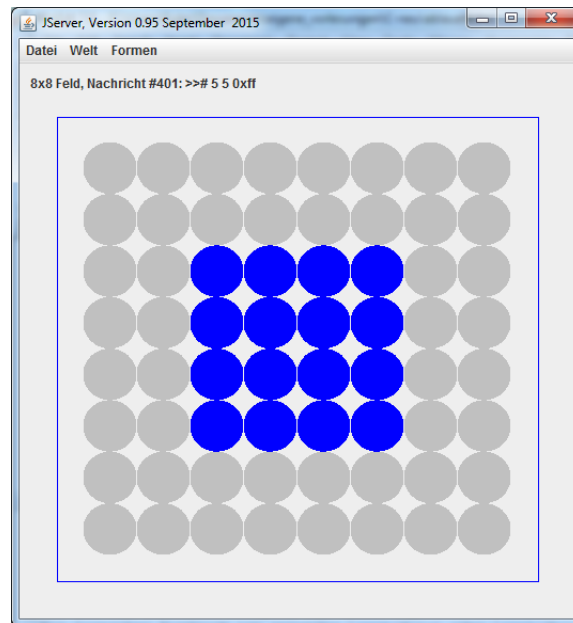 JServer, Version 0.95 September 2015
Datei Welt Formen
8x8 Feld, Nachricht #401: >># 5 5 0xff